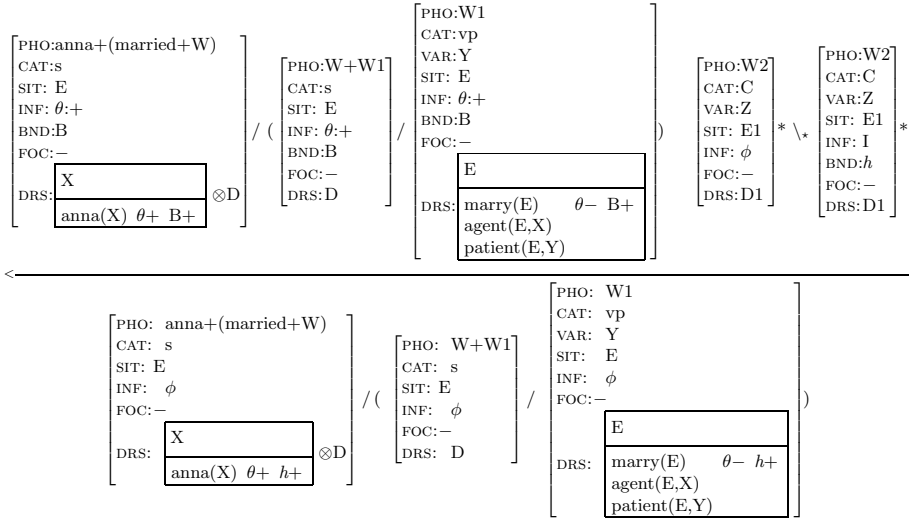 PHO:anna+(married+W)
CAT:s
SIT: E
INF: θ:+
BND:B
FOC:−
DRS:
X
anna(X) θ+ B+
⊗D
/ (
PHO:W+W1
CAT:s
SIT: E
INF: θ:+
BND:B
FOC:−
DRS:D
/
PHO:W1
CAT:vp
VAR:Y
SIT: E
INF: θ:+
BND:B
FOC:−
DRS:
E
marry(E) θ− B+
agent(E,X)
patient(E,Y)
)
PHO:W2
CAT:C
VAR:Z
SIT: E1
INF: ϕ
FOC:−
DRS:D1
* \⋆
PHO:W2
CAT:C
VAR:Z
SIT: E1
INF: I
BND:h
FOC:−
DRS:D1
*
<
PHO: anna+(married+W)
CAT: s
SIT: E
INF: ϕ
FOC:−
DRS:
X
anna(X) θ+ h+
⊗D
/ (
PHO: W+W1
CAT: s
SIT: E
INF: ϕ
FOC:−
DRS: D
/
PHO: W1
CAT: vp
VAR: Y
SIT: E
INF: ϕ
FOC:−
DRS:
E
marry(E) θ− h+
agent(E,X)
patient(E,Y)
)